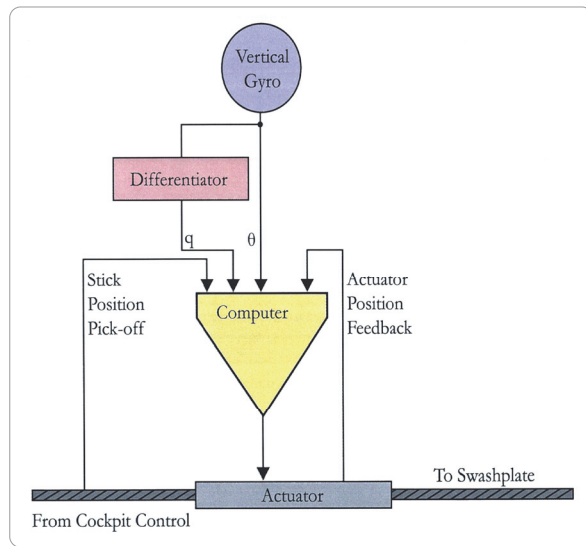 Vertical
Gyro
Differentiator
q
θ
Stick
Position
Pick-off
Computer
Actuator
Position
Feedback
To Swashplate
Actuator
From Cockpit Control